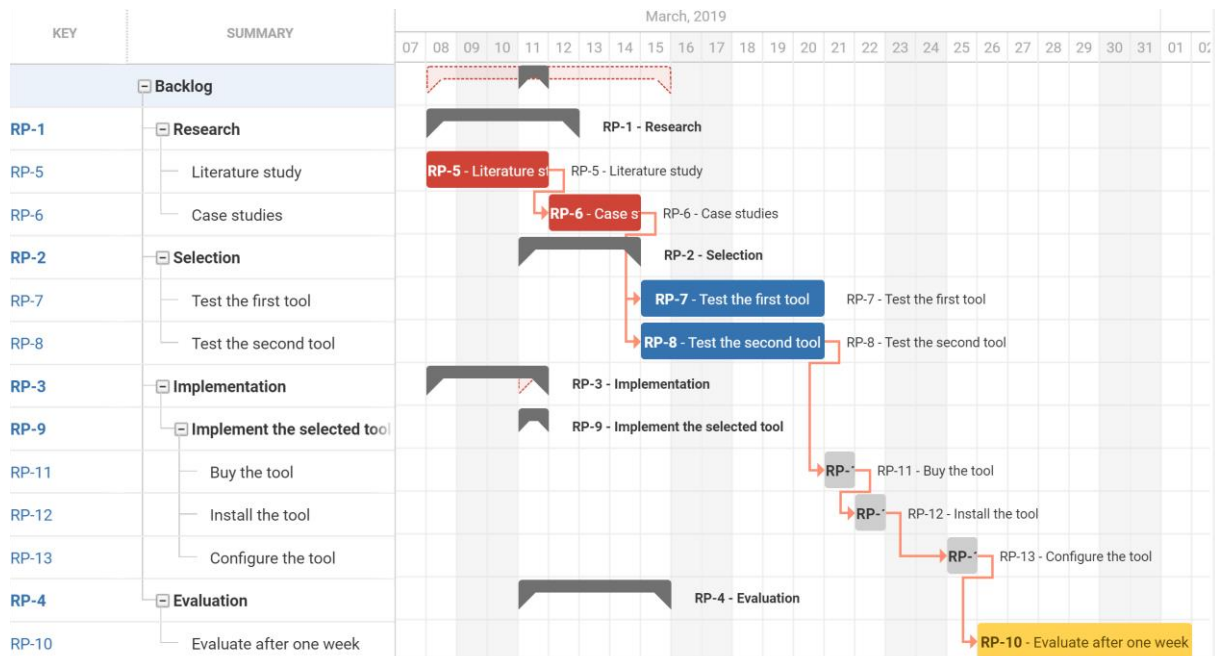 March, 2019
KEY SUMMARY 07 08 09 10 11 12 13 14 15 16 17 18 19 20 21 22 23 24 25 26 27 28 29 30 31 01
Backlog
RP-1 Research RP-1 - Research
RP-5 Literature study RP-5 - Literature st RP-5 - Literature study
RP-6 Case studies RP-6 - Case s RP-6 - Case studies
RP-2 Selection RP-2 - Selection
RP-7 Test the first tool RP-7 - Test the first tool RP-7 - Test the first tool
RP-8 Test the second tool RP-8 - Test the second tool RP-8 - Test the second tool
RP-3 Implementation RP-3 - Implementation
RP-9 Implement the selected tool RP-9 - Implement the selected tool
RP-11 Buy the tool RP- RP-11 - Buy the tool
RP-12 Install the tool RP- RP-12 - Install the tool
RP-13 Configure the tool RP- RP-13 - Configure the tool
RP-4 Evaluation RP-4 - Evaluation
RP-10 Evaluate after one week RP-10 - Evaluate after one week